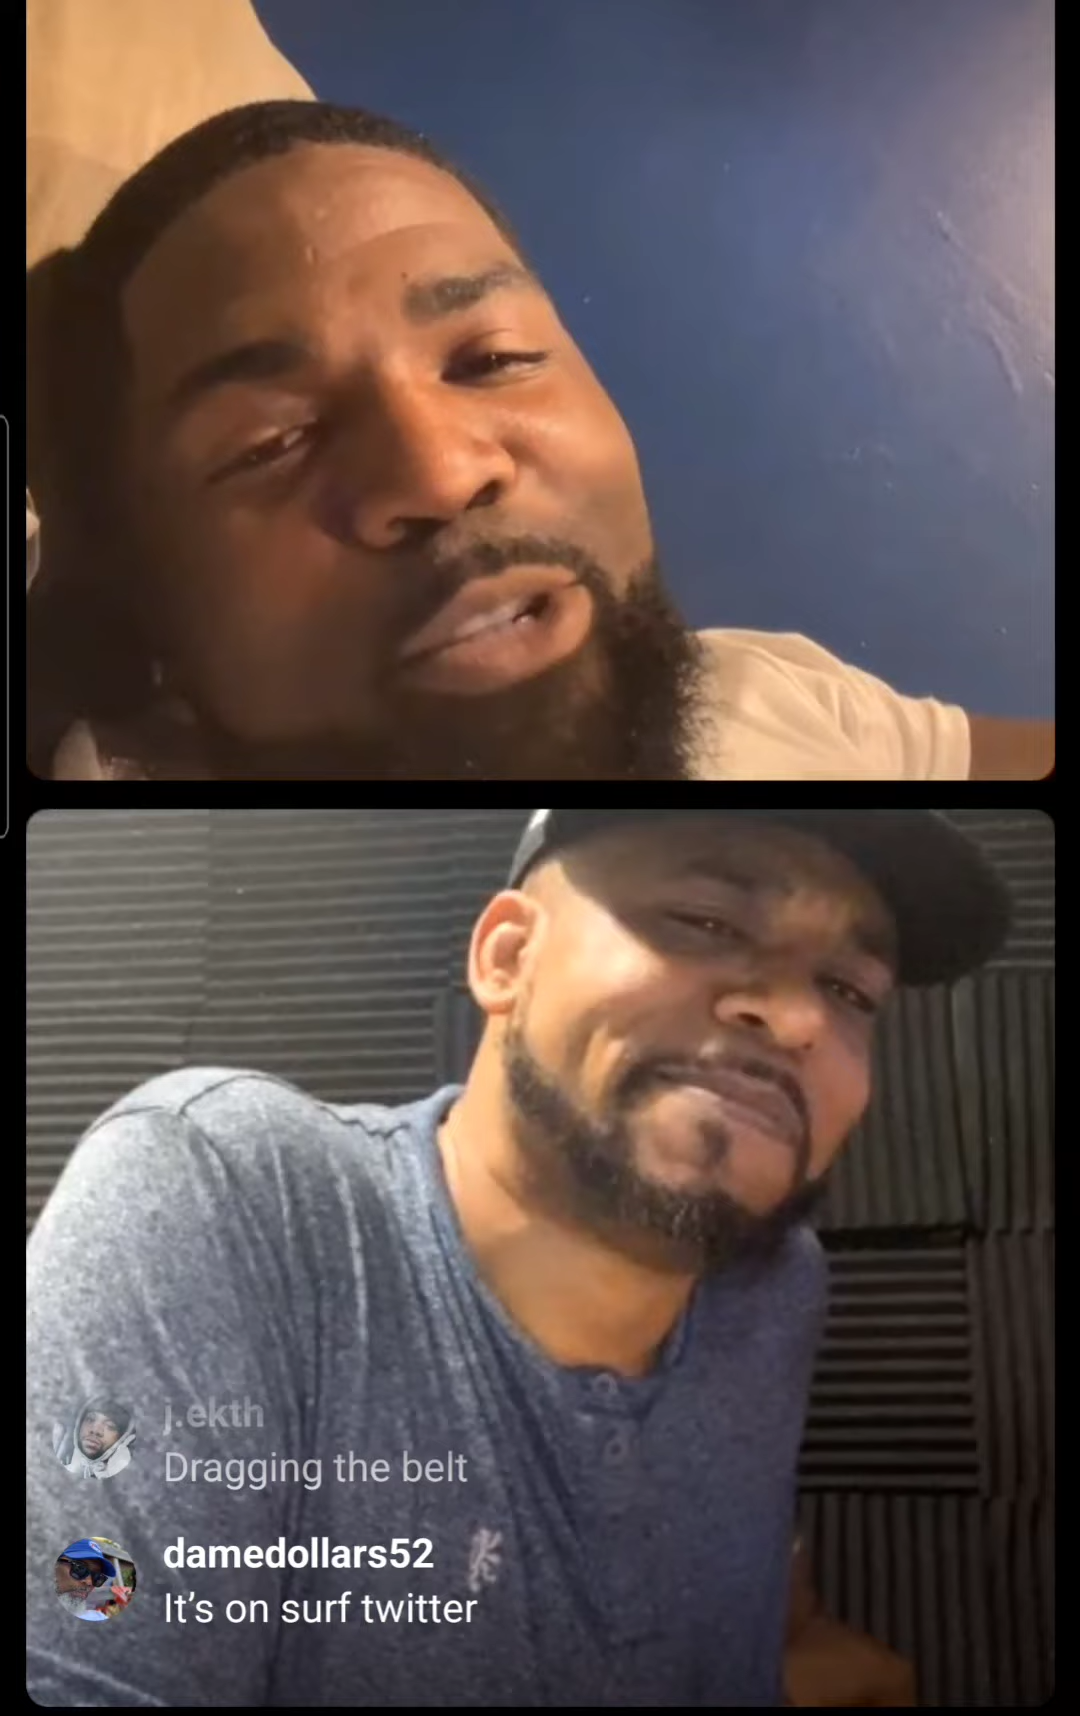 j.ekth
Dragging the belt
damedollars52
It’s on surf twitter